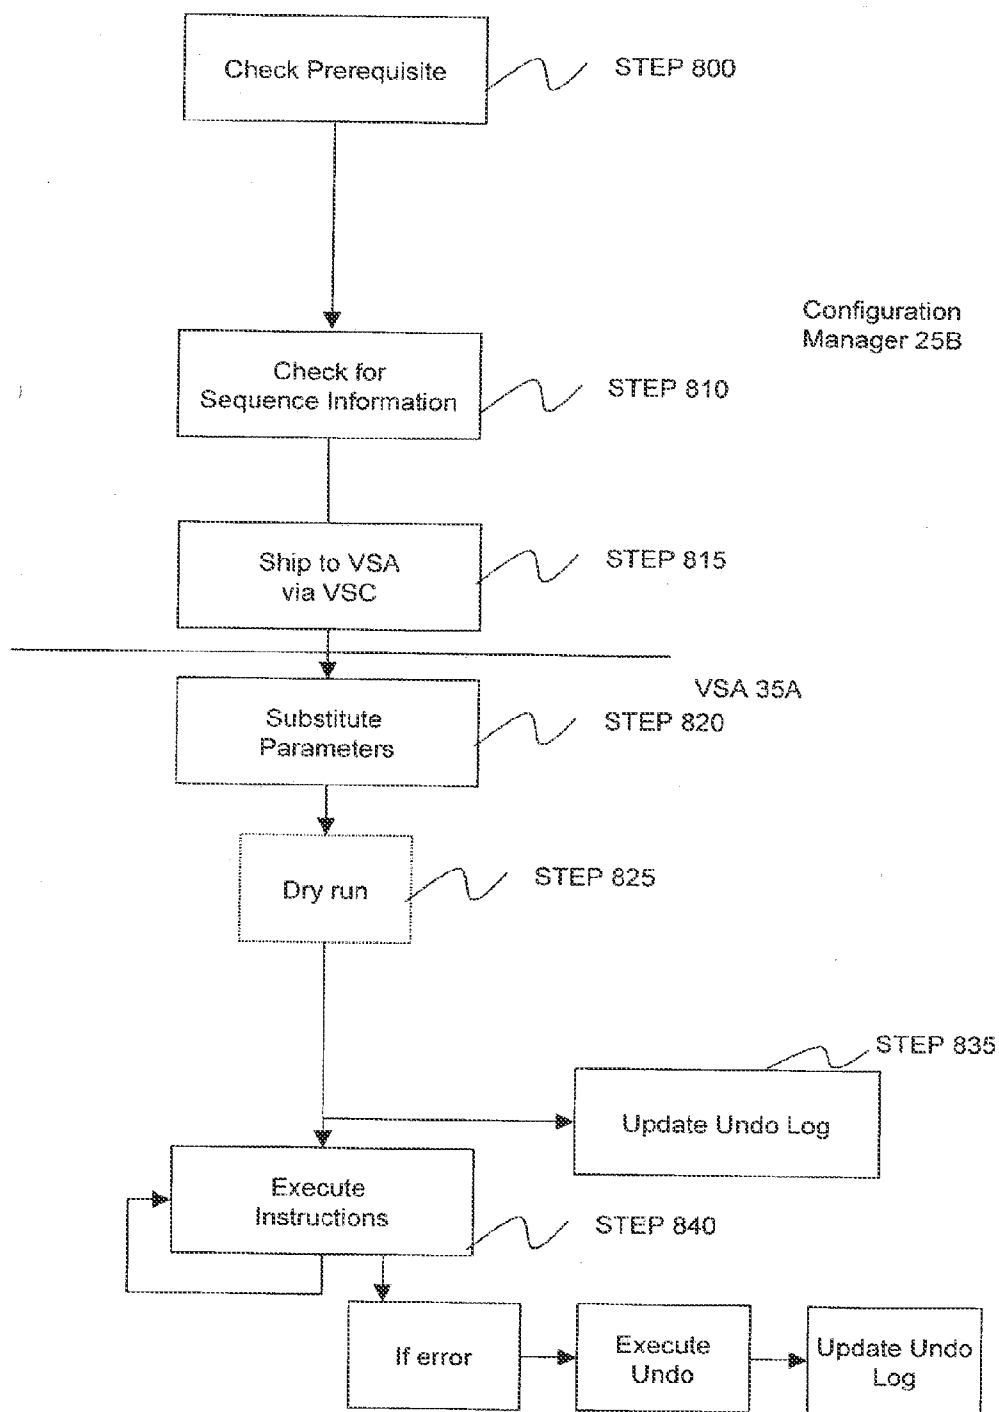 Check Prerequisite
STEP 800
Configuration
Manager 25B
Check for
Sequence Information
STEP 810
Ship to VSA
via VSC
STEP 815
VSA 35A
Substitute
Parameters
STEP 820
Dry run
STEP 825
STEP 835
Update Undo Log
Execute
Instructions
STEP 840
If error
Execute
Undo
Update Undo
Log